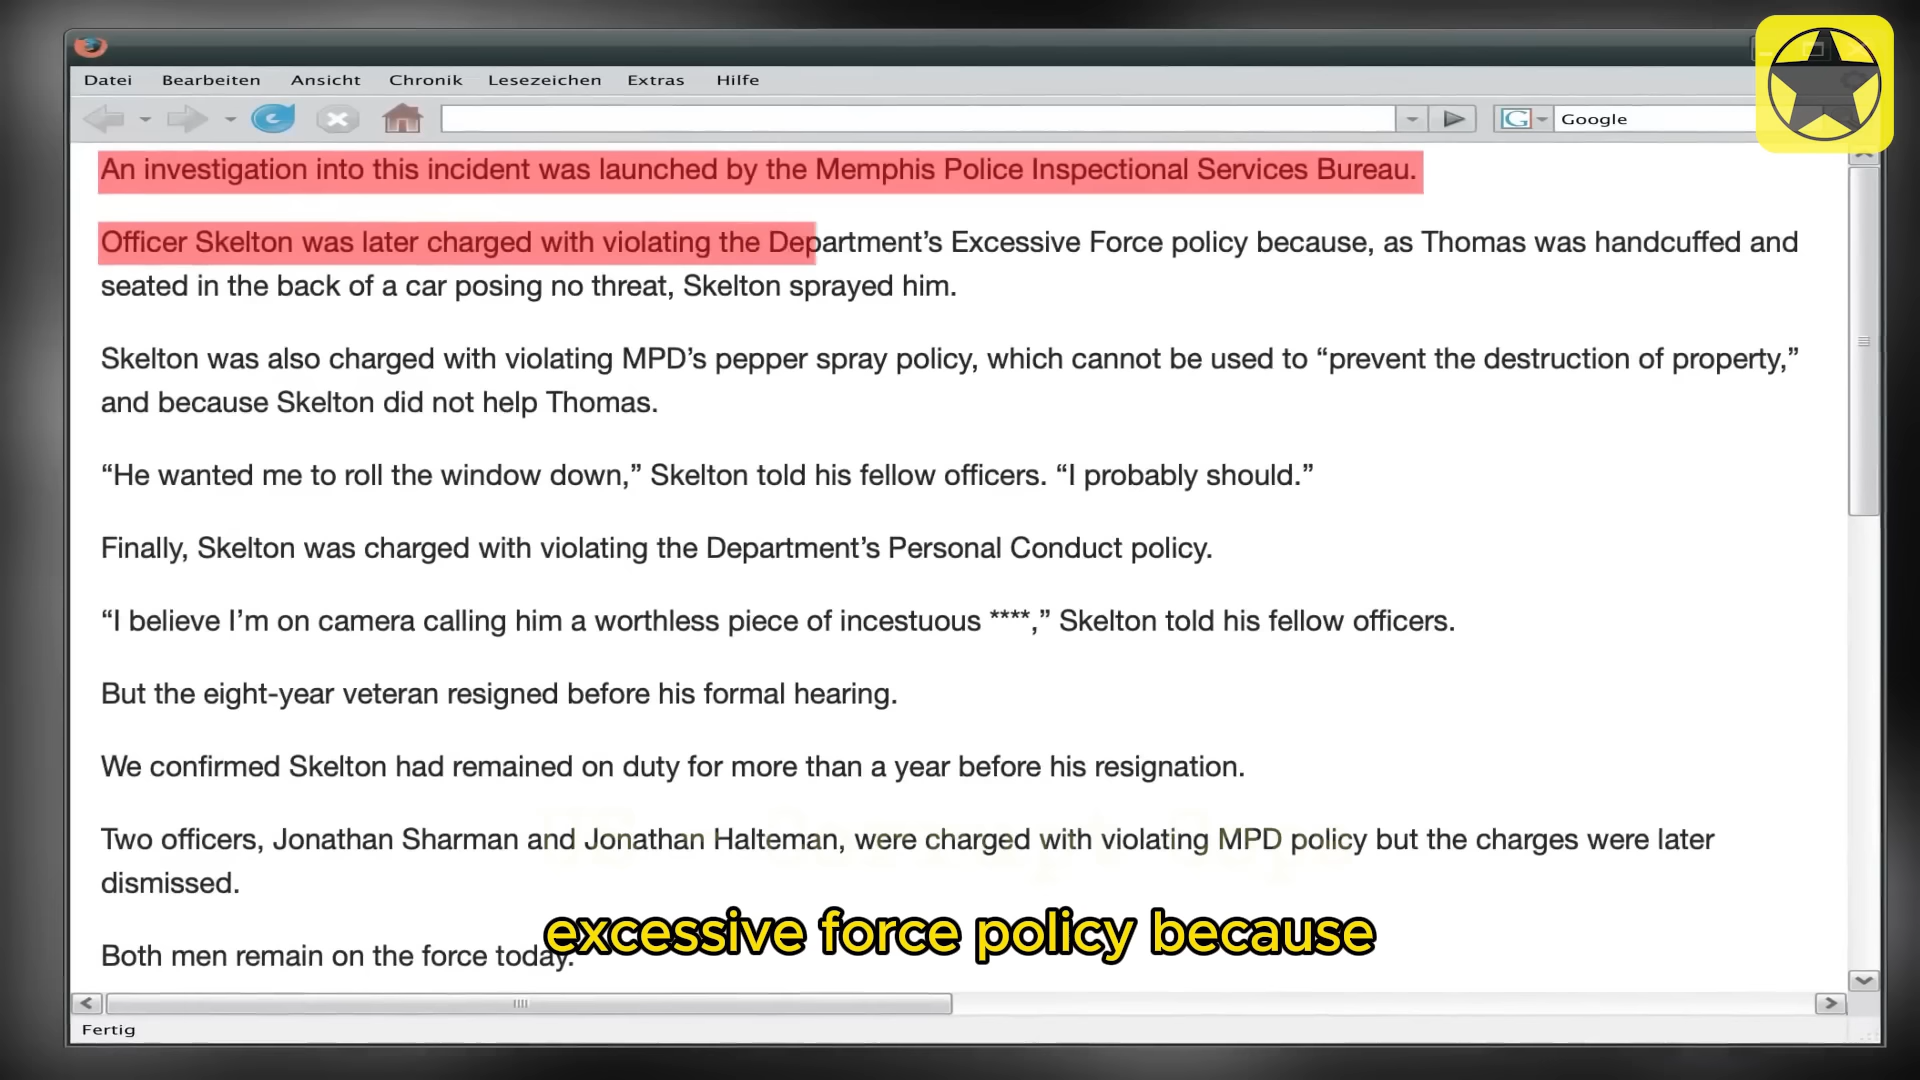 Datei Bearbeiten Ansicht Chronik Lesezeichen Extras Hilfe
Google
An investigation into this incident was launched by the Memphis Police Inspectional Services Bureau.
Officer Skelton was later charged with violating the Department’s Excessive Force policy because, as Thomas was handcuffed and
seated in the back of a car posing no threat, Skelton sprayed him.
Skelton was also charged with violating MPD’s pepper spray policy, which cannot be used to “prevent the destruction of property,”
and because Skelton did not help Thomas.
“He wanted me to roll the window down,” Skelton told his fellow officers. “I probably should.”
Finally, Skelton was charged with violating the Department’s Personal Conduct policy.
“I believe I’m on camera calling him a worthless piece of incestuous ****,” Skelton told his fellow officers.
But the eight-year veteran resigned before his formal hearing.
We confirmed Skelton had remained on duty for more than a year before his resignation.
Two officers, Jonathan Sharman and Jonathan Halteman, were charged with violating MPD policy but the charges were later
dismissed.
excessive force policy because
Both men remain on the force today.
Fertig